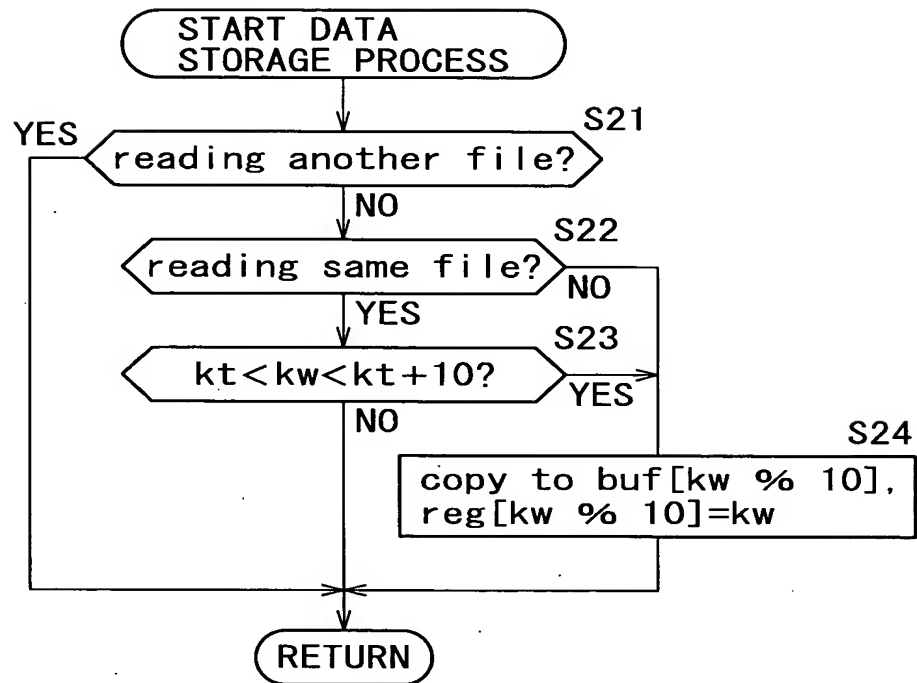 START DATA
STORAGE PROCESS
S21
YES
reading another file?
NO
S22
reading same file?
NO
YES
S23
kt<kw<kt+10?
YES
NO
S24
copy to buf[kw % 10],
reg[kw % 10]=kw
RETURN